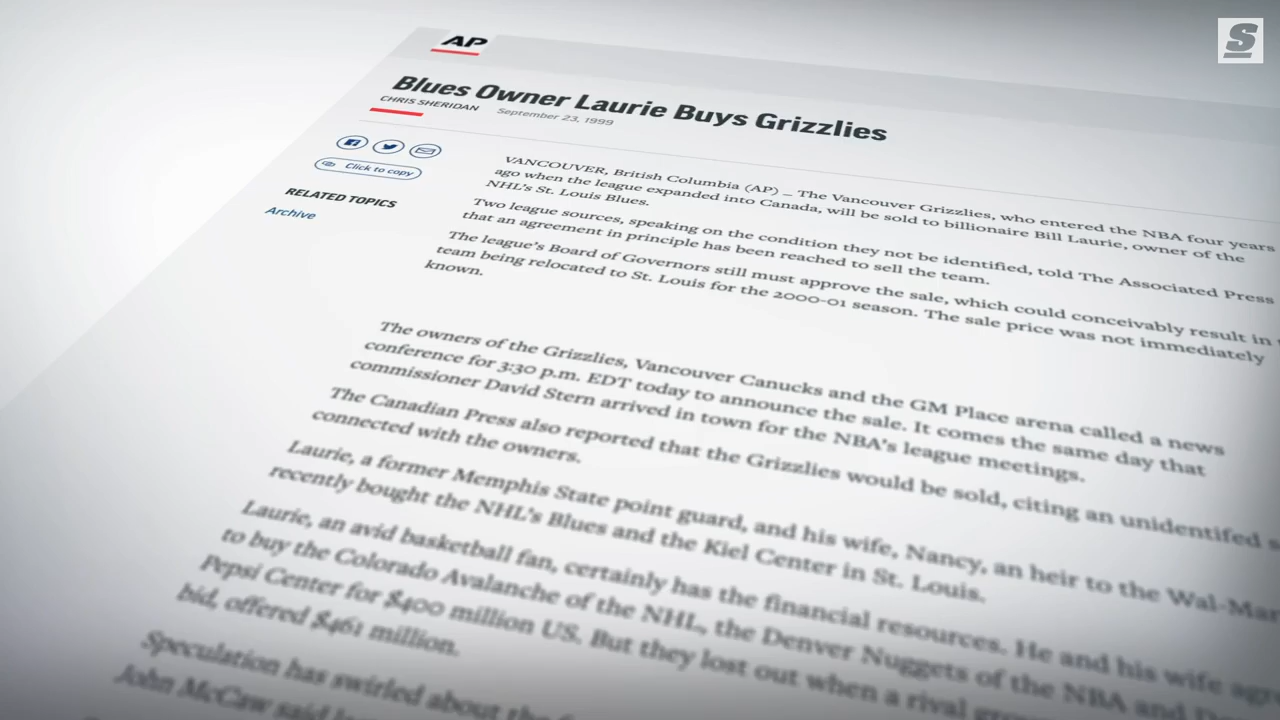 S
AP
Blues Owner Laurie Buys Grizzlies
CHRIS SHERIDAN September 23, 1999
Click to copy
RELATED TOPICS
Archive
VANCOUVER, British Columbia (AP) _ The Vancouver Grizzlies, who entered the NBA four years
ago when the league expanded into Canada, will be sold to billionaire Bill Laurie, owner of the
NHL's St. Louis Blues.
Two league sources, speaking on the condition they not be identified, told The Associated Press
that an agreement in principle has been reached to sell the team.
The league's Board of Governors still must approve the sale, which could conceivably result in
team being relocated to St. Louis for the 2000-01 season. The sale price was not immediately
known.
The owners of the Grizzlies, Vancouver Canucks and the GM Place arena called a news
conference for 3:30 p.m. EDT today to announce the sale. It comes the same day that
commissioner David Stern arrived in town for the NBA's league meetings.
The Canadian Press also reported that the Grizzlies would be sold, citing an unidentifed s
connected with the owners.
Laurie, a former Memphis State point guard, and his wife, Nancy, an heir to the Wal-Mar
recently bought the NHL's Blues and the Kiel Center in St. Louis.
Laurie, an avid basketball fan, certainly has the financial resources. He and his wife agr
to buy the Colorado Avalanche of the NHL, the Denver Nuggets of the NBA and
Pepsi Center for $400 million US. But they lost out when a rival
bid, offered $461 million.
Speculation has swirled about the
John McCaw said